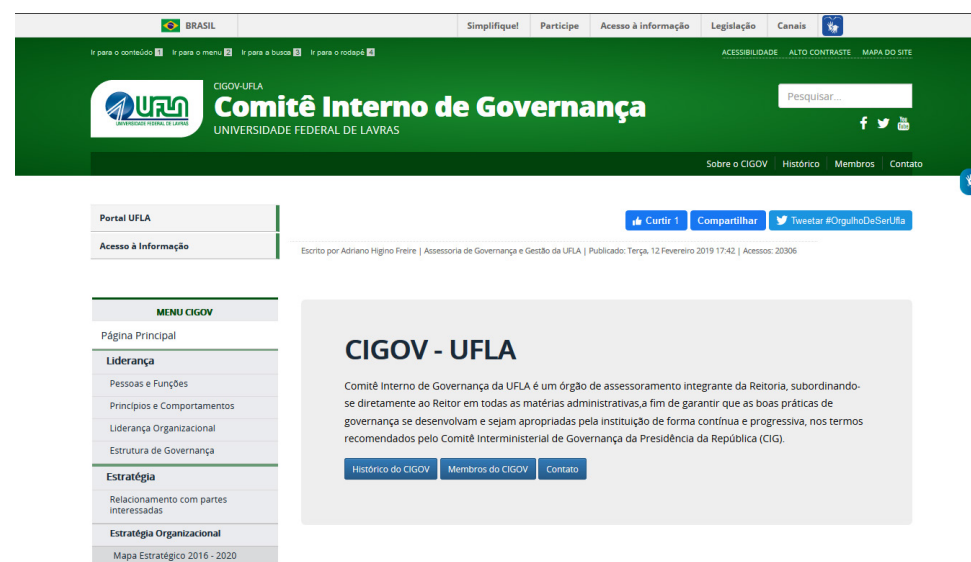 BRASIL
Simplifique!
Participe
Acesso à informação
Legislação
Canais
Ir para o conteúdo 1 Ir para o menu 2 Ir para a busca 3 Ir para o rodapé 4
ACESSIBILIDADE ALTO CONTRASTE MAPA DO SITE
UFLA
UNIVERSIDADE FEDERAL DE LAVRAS
CIGOV-UFLA
Comitê Interno de Governança
UNIVERSIDADE FEDERAL DE LAVRAS
Pesquisar...
You Tube
Sobre o CIGOV Histórico Membros Contato
Portal UFLA
Acesso à Informação
Curtir 1
Compartilhar
Tweetar #OrgulhoDeSerUfla
Escrito por Adriano Higino Freire | Assessoria de Governança e Gestão da UFLA | Publicado: Terça, 12 Fevereiro 2019 17:42 | Acessos: 20306
MENU CIGOV
Página Principal
Liderança
Pessoas e Funções
Princípios e Comportamentos
Liderança Organizacional
Estrutura de Governança
Estratégia
Relacionamento com partes
interessadas
Estratégia Organizacional
Mapa Estratégico 2016 - 2020
CIGOV - UFLA
Comitê Interno de Governança da UFLA é um órgão de assessoramento integrante da Reitoria, subordinando-
se diretamente ao Reitor em todas as matérias administrativas,a fim de garantir que as boas práticas de
governança se desenvolvam e sejam apropriadas pela instituição de forma contínua e progressiva, nos termos
recomendados pelo Comitê Interministerial de Governança da Presidência da República (CIG).
Histórico do CIGOV
Membros do CIGOV
Contato